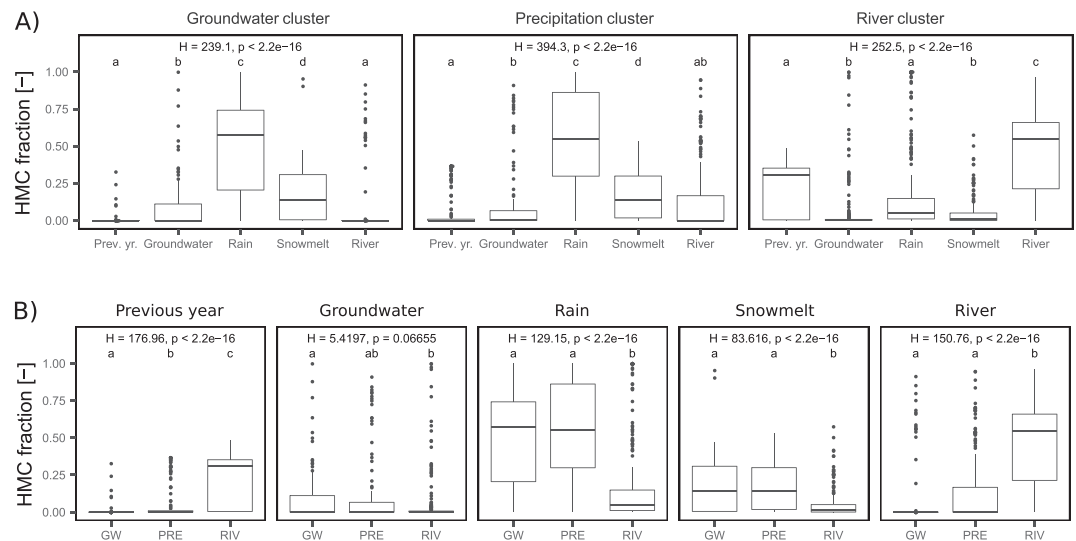 A)
Groundwater cluster
Precipitation cluster
River cluster
H = 239.1, p < 2.2e−16
H = 394.3, p < 2.2e−16
H = 252.5, p < 2.2e−16
a b c d a
a b c d ab
a b a b c
HMC fraction [−]
1.00
0.75
0.50
0.25
0.00
Prev. yr. Groundwater Rain Snowmelt River
Prev. yr. Groundwater Rain Snowmelt River
Prev. yr. Groundwater Rain Snowmelt River
B)
Previous year
Groundwater
Rain
Snowmelt
River
H = 176.96, p < 2.2e−16
H = 5.4197, p = 0.06655
H = 129.15, p < 2.2e−16
H = 83.616, p < 2.2e−16
H = 150.76, p < 2.2e−16
a b c
a ab b
a a b
a a b
a a b
HMC fraction [−]
1.00
0.75
0.50
0.25
0.00
GW PRE RIV
GW PRE RIV
GW PRE RIV
GW PRE RIV
GW PRE RIV